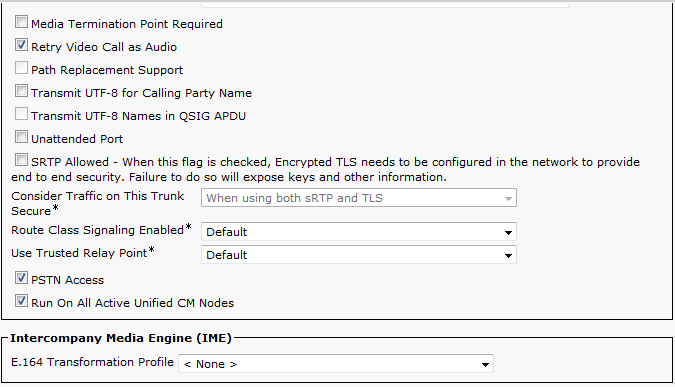 Media Termination Point Required
Retry Video Call as Audio
Path Replacement Support
Transmit UTF-8 for Calling Party Name
Transmit UTF-8 Names in QSIG APDU
Unattended Port
SRTP Allowed - When this flag is checked, Encrypted TLS needs to be configured in the network to provide
end to end security. Failure to do so will expose keys and other information.
Consider Traffic on This Trunk
Secure* When using both sRTP and TLS
Route Class Signaling Enabled* Default
Use Trusted Relay Point* Default
PSTN Access
Run On All Active Unified CM Nodes
Intercompany Media Engine (IME)
E.164 Transformation Profile < None >